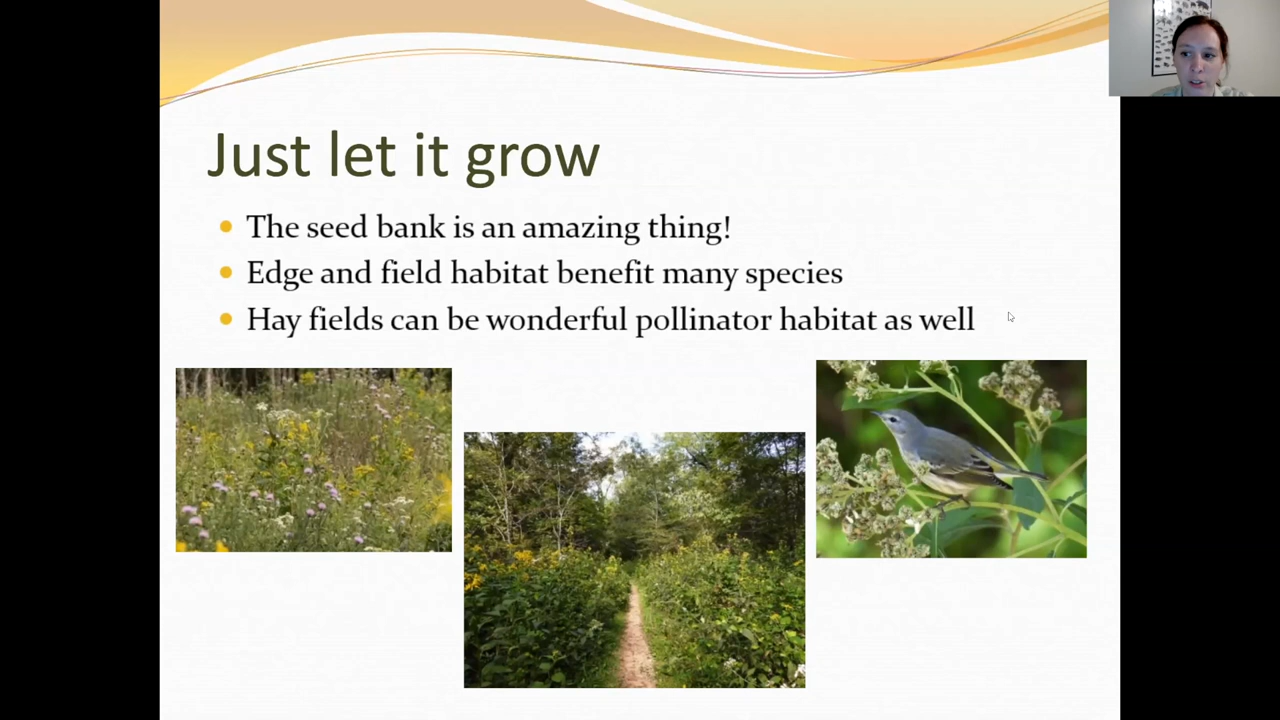 Just let it grow
The seed bank is an amazing thing!
Edge and field habitat benefit many species
Hay fields can be wonderful pollinator habitat as well